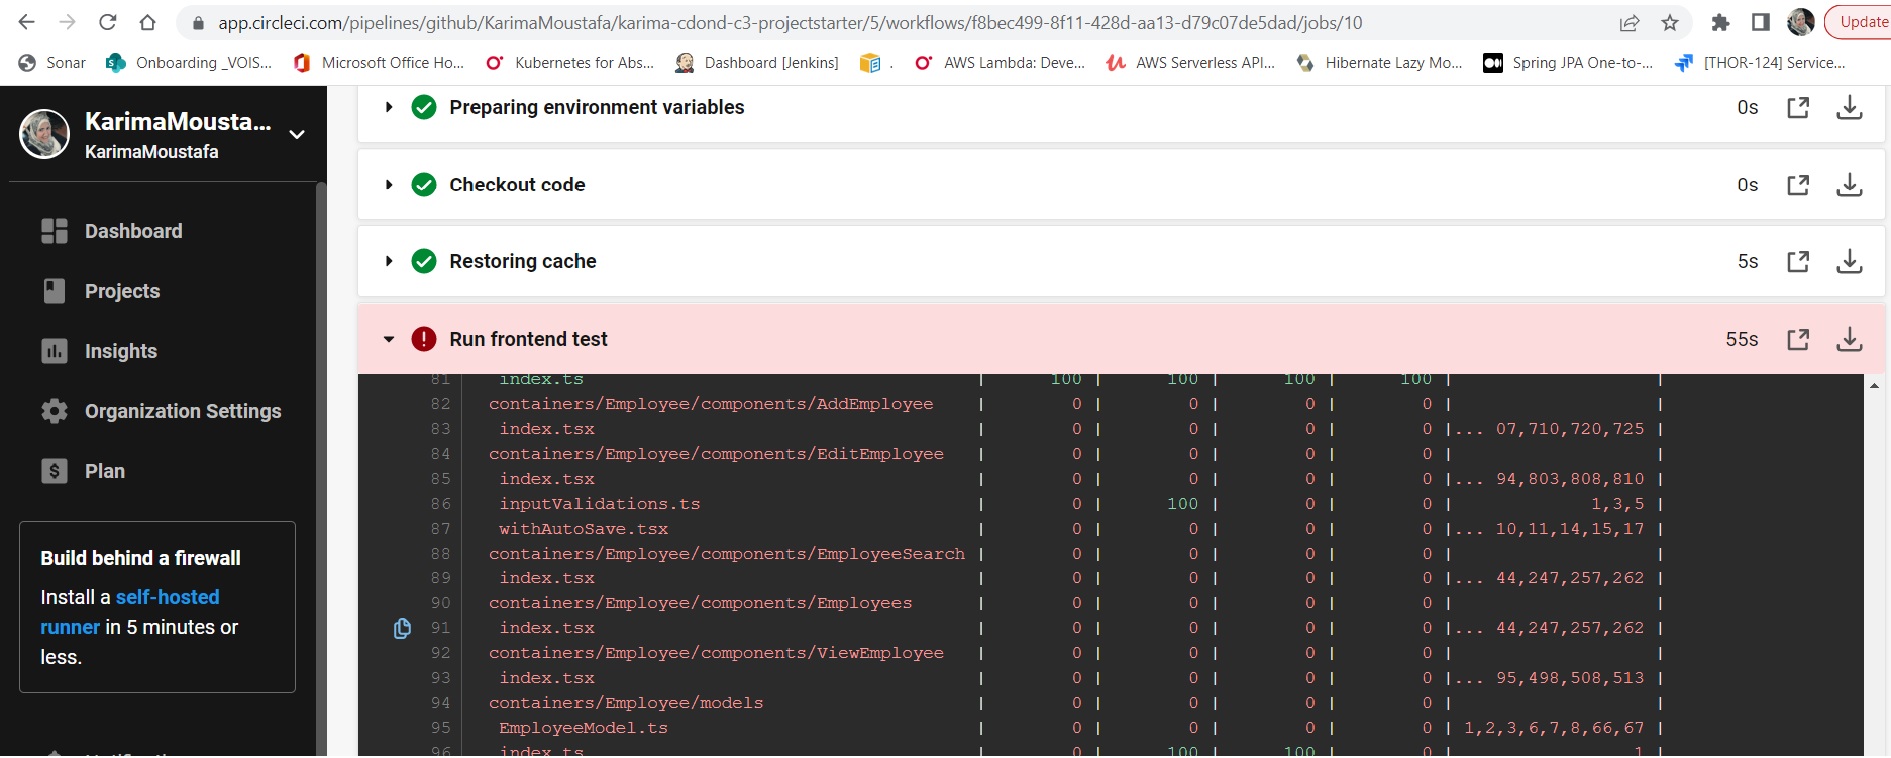 app.circleci.com/pipelines/github/KarimaMoustafa/karima-cdond-c3-projectstarter/5/workflows/f8bec499-8f11-428d-aa13-d79c07de5dad/jobs/10
Update
Sonar Onboarding _VOIS... Microsoft Office Ho... Kubernetes for Abs... Dashboard [Jenkins] . AWS Lambda: Deve... AWS Serverless API... Hibernate Lazy Mo... Spring JPA One-to-... [THOR-124] Service...
KarimaMousta...
KarimaMoustafa
Dashboard
Projects
Insights
Organization Settings
Plan
Build behind a firewall
Install a self-hosted
runner in 5 minutes or
less.
Preparing environment variables 0s
Checkout code 0s
Restoring cache 5s
Run frontend test 55s
81 index.ts | 100 | 100 | 100 | 100 | |
82 containers/Employee/components/AddEmployee | 0 | 0 | 0 | 0 | |
83 index.tsx | 0 | 0 | 0 | 0 |... 07,710,720,725 |
84 containers/Employee/components/EditEmployee | 0 | 0 | 0 | 0 | |
85 index.tsx | 0 | 0 | 0 | 0 |... 94,803,808,810 |
86 inputValidations.ts | 0 | 100 | 0 | 0 | 1,3,5 |
87 withAutoSave.tsx | 0 | 0 | 0 | 0 |... 10,11,14,15,17 |
88 containers/Employee/components/EmployeeSearch | 0 | 0 | 0 | 0 | |
89 index.tsx | 0 | 0 | 0 | 0 |... 44,247,257,262 |
90 containers/Employee/components/Employees | 0 | 0 | 0 | 0 | |
91 index.tsx | 0 | 0 | 0 | 0 |... 44,247,257,262 |
92 containers/Employee/components/ViewEmployee | 0 | 0 | 0 | 0 | |
93 index.tsx | 0 | 0 | 0 | 0 |... 95,498,508,513 |
94 containers/Employee/models | 0 | 0 | 0 | 0 | |
95 EmployeeModel.ts | 0 | 0 | 0 | 0 | 1,2,3,6,7,8,66,67 |
96 index.ts | 0 | 100 | 100 | 0 | 1 |